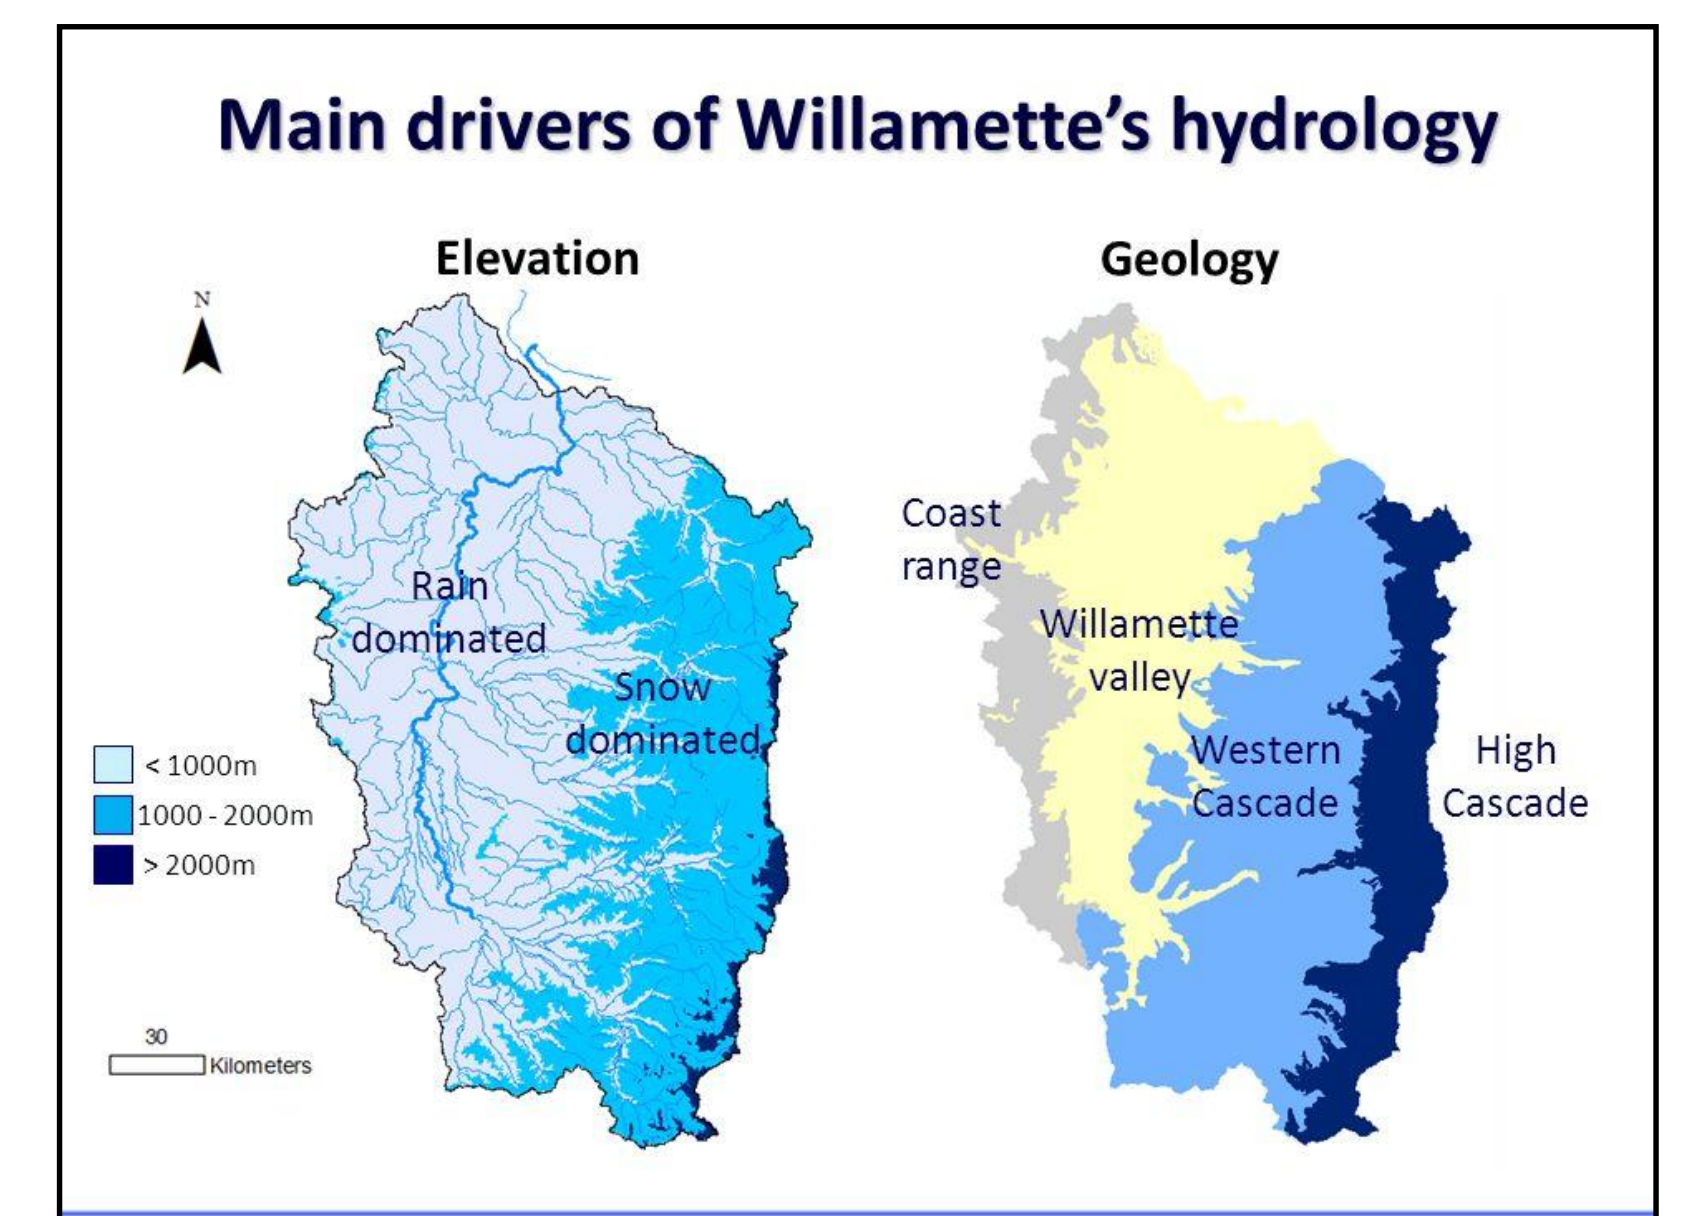 Main drivers of Willamette’s hydrology
Elevation
Geology
N
Rain
dominated
Snow
dominated
< 1000m
1000 - 2000m
> 2000m
30
Kilometers
Coast
range
Willamette
valley
Western
Cascade
High
Cascade